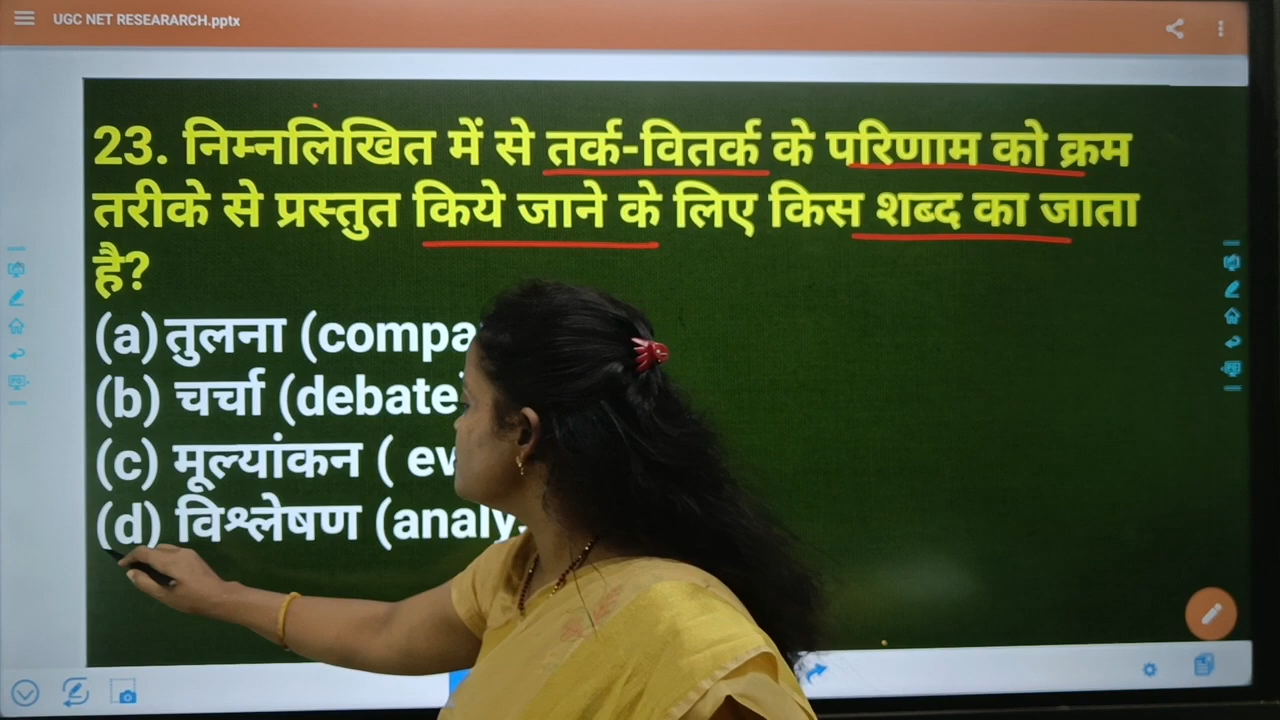 UGC NET RESEARARCH.pptx
23. निम्नलिखित में से तर्क-वितर्क के परिणाम को क्रम
तरीके से प्रस्तुत किये जाने के लिए किस शब्द का जाता
है?
(a) तुलना (compa
(b) चर्चा (debate)
(c) मूल्यांकन ( ev
(d) विश्लेषण (analy